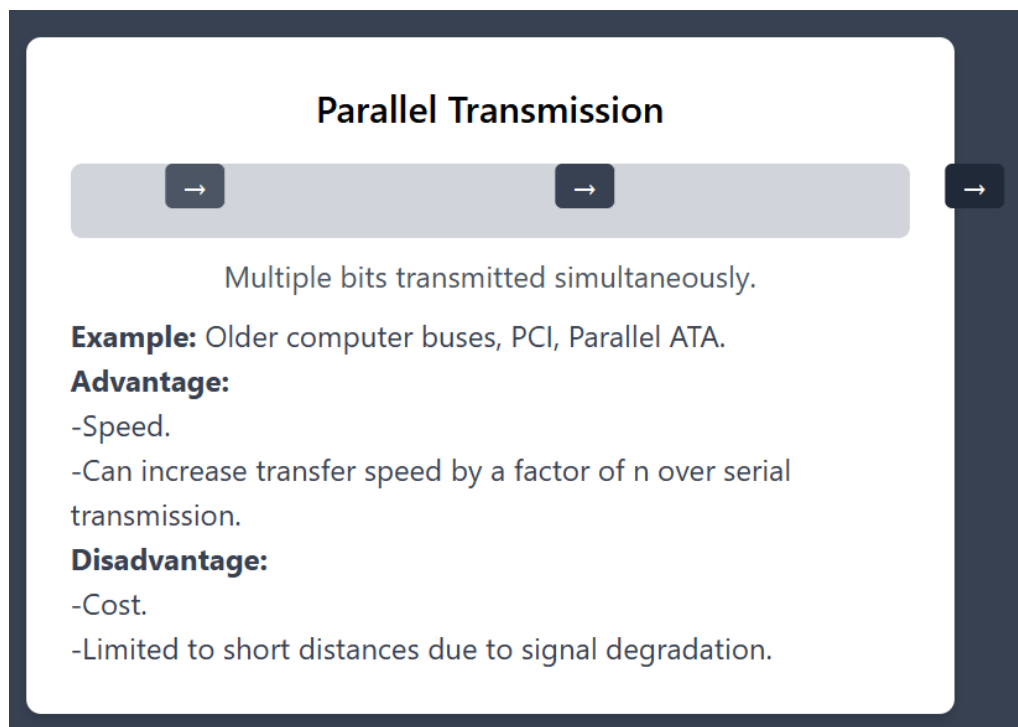 Parallel Transmission
→ → →
Multiple bits transmitted simultaneously.
Example: Older computer buses, PCI, Parallel ATA.
Advantage:
-Speed.
-Can increase transfer speed by a factor of n over serial
transmission.
Disadvantage:
-Cost.
-Limited to short distances due to signal degradation.